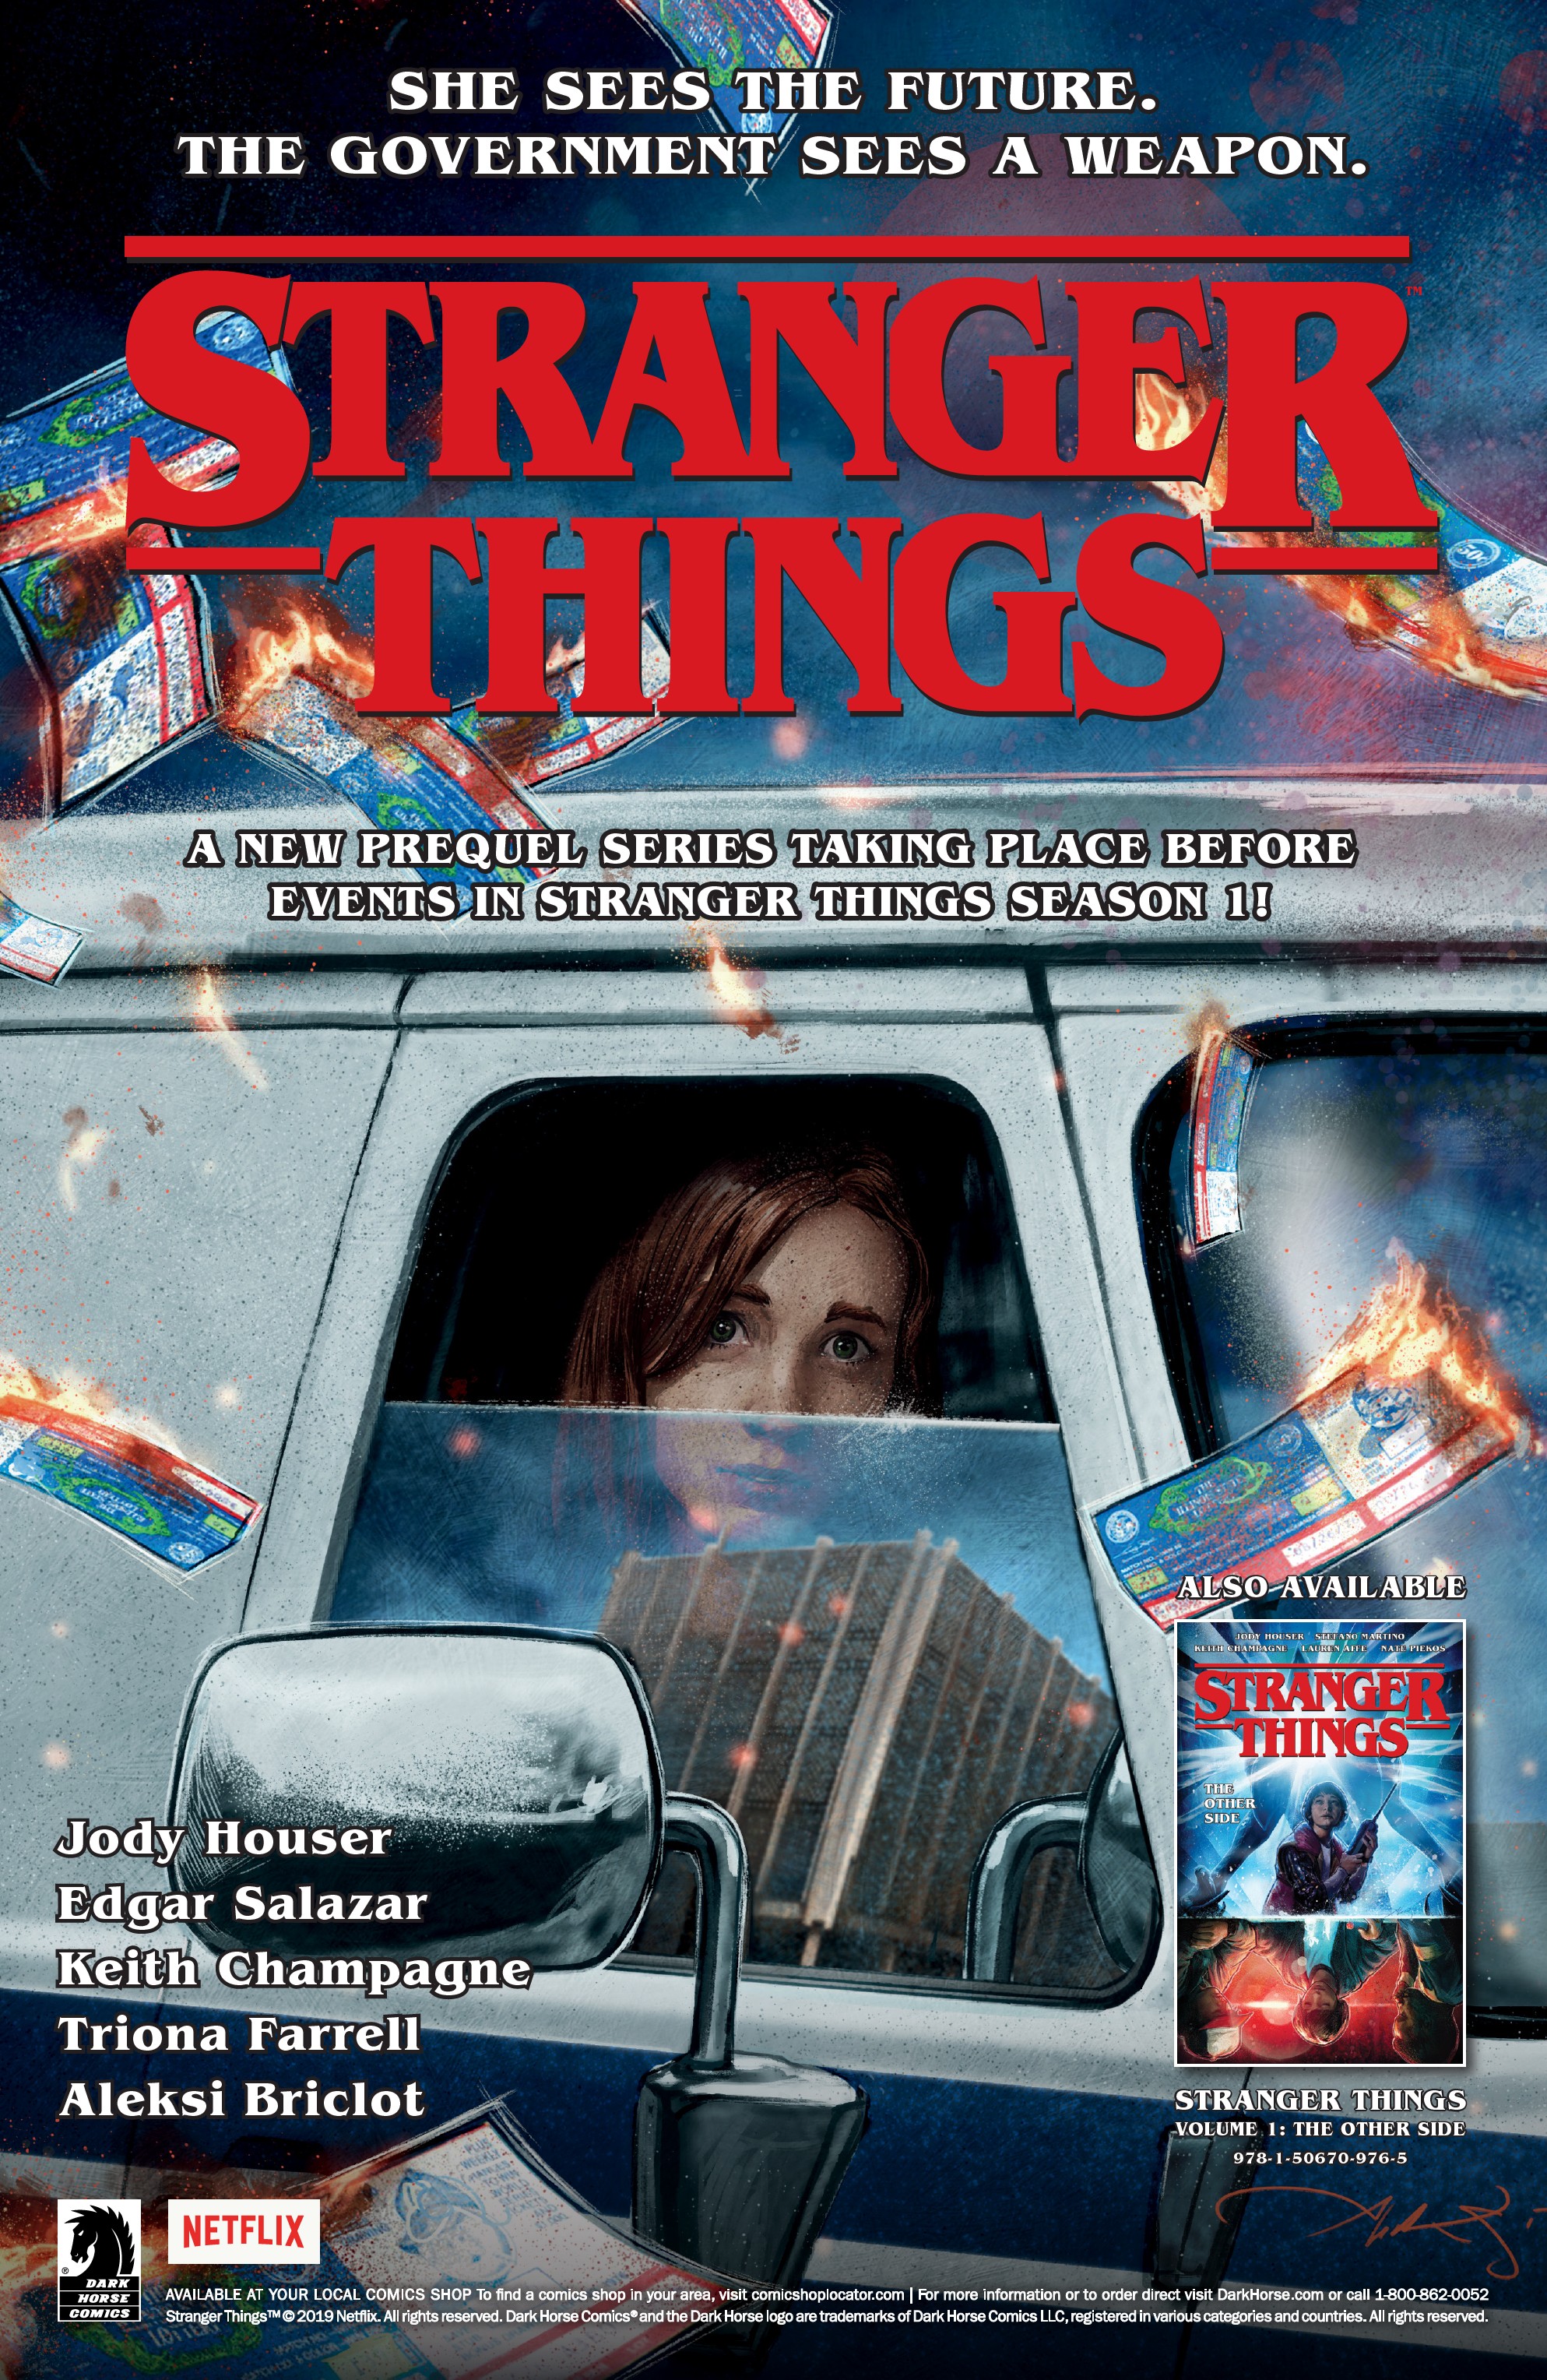 SHE SEES THE FUTURE.
THE GOVERNMENT SEES A WEAPON.
STRANGER
THINGS
™
A NEW PREQUEL SERIES TAKING PLACE BEFORE
EVENTS IN STRANGER THINGS SEASON 1!
ALSO AVAILABLE
JODY HOUSER STEFANO MARTINO
KEITH CHAMPAGNE LAUREN AFFE NATE PIEKOS
STRANGER
THINGS
THE
OTHER
SIDE
Jody Houser
Edgar Salazar
Keith Champagne
Triona Farrell
Aleksi Briclot
STRANGER THINGS
VOLUME 1: THE OTHER SIDE
978-1-50670-976-5
®
DARK
HORSE
COMICS
NETFLIX
AVAILABLE AT YOUR LOCAL COMICS SHOP To find a comics shop in your area, visit comicshoplocator.com | For more information or to order direct visit DarkHorse.com or call 1-800-862-0052
Stranger Things™ © 2019 Netflix. All rights reserved. Dark Horse Comics® and the Dark Horse logo are trademarks of Dark Horse Comics LLC, registered in various categories and countries. All rights reserved.